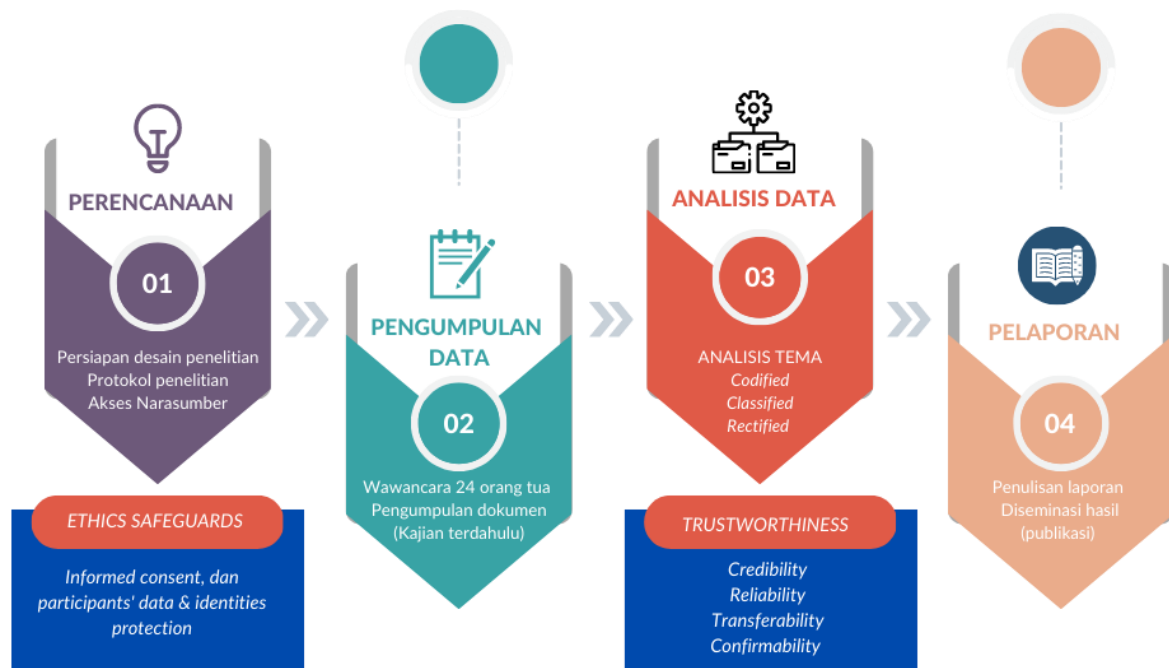 PERENCANAAN
01
Persiapan desain penelitian
Protokol penelitian
Akses Narasumber
ETHICS SAFEGUARDS
Informed consent, dan
participants' data & identities
protection
PENGUMPULAN
DATA
02
Wawancara 24 orang tua
Pengumpulan dokumen
(Kajian terdahulu)
ANALISIS DATA
03
ANALISIS TEMA
Codified
Classified
Rectified
TRUSTWORTHINESS
Credibility
Reliability
Transferability
Confirmability
PELAPORAN
04
Penulisan laporan
Diseminasi hasil
(publikasi)